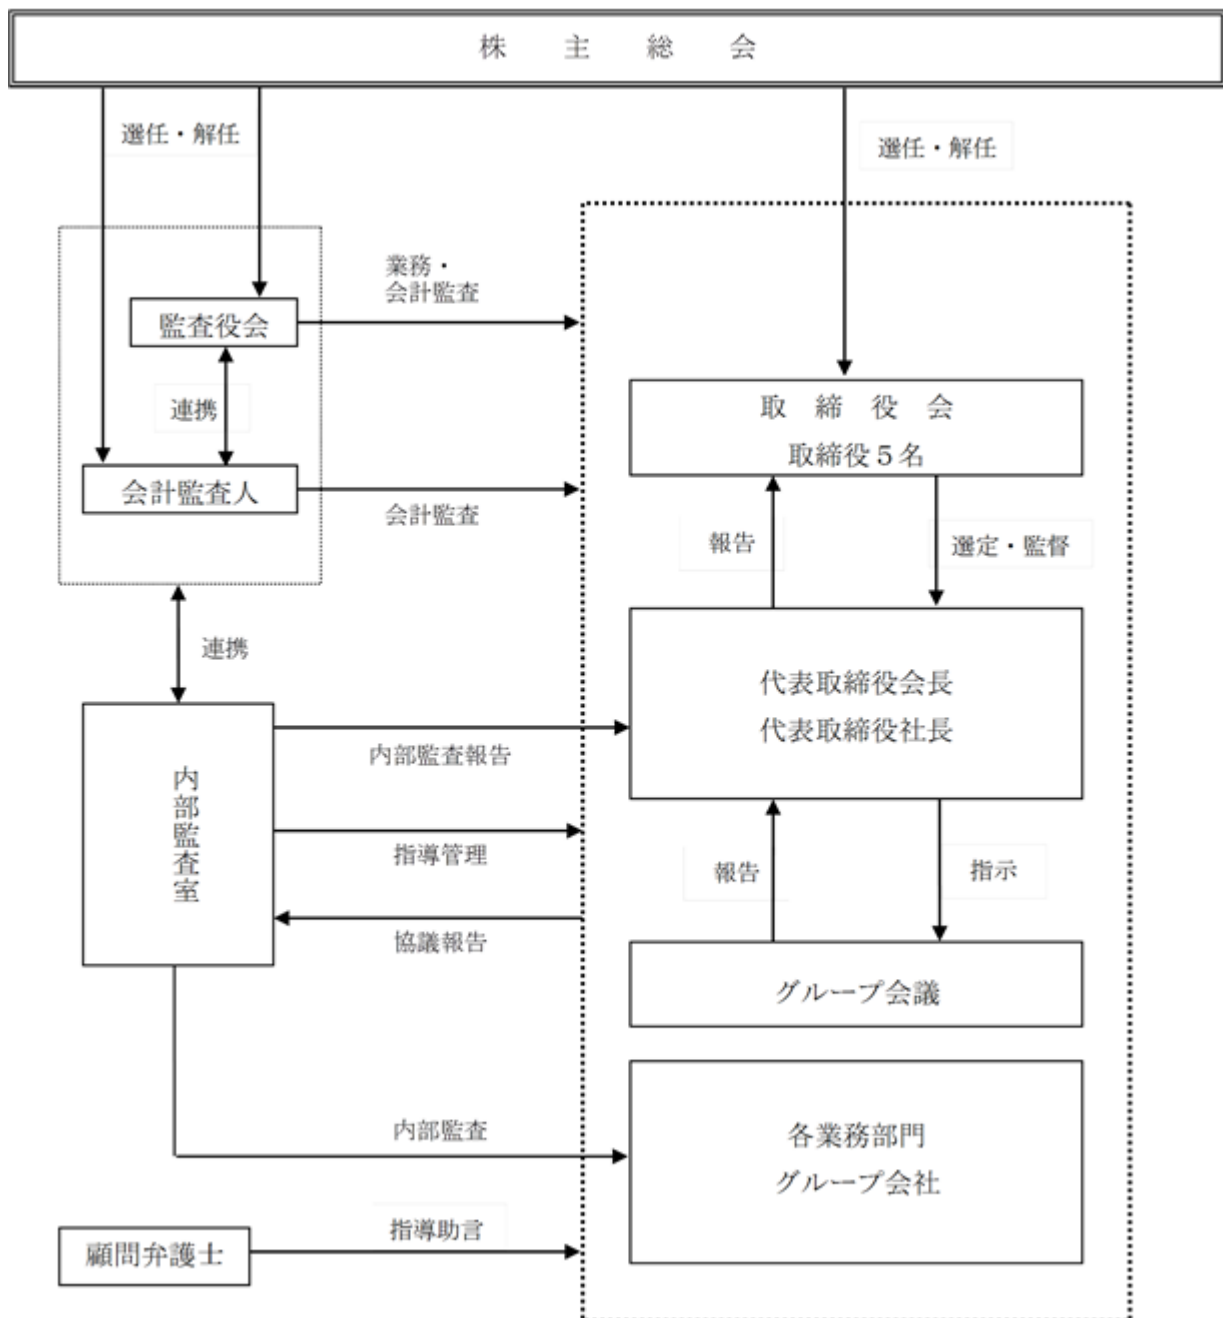 株 主 総 会
選任・解任
選任・解任
業務・
会計監査
監査役会
連携
取 締 役 会
取締役５名
会計監査人
会計監査
報告
選定・監督
連携
代表取締役会長
代表取締役社長
内部監査報告
内部監査室
指導管理
報告
指示
協議報告
グループ会議
内部監査
各業務部門
グループ会社
指導助言
顧問弁護士